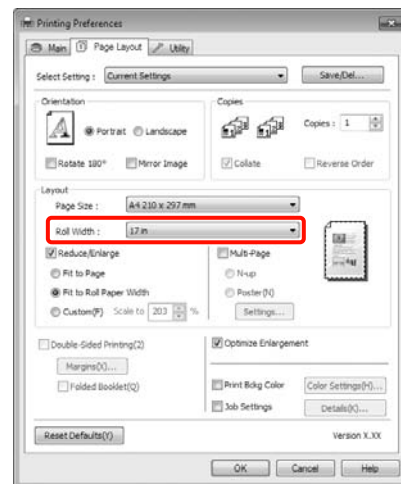 Printing Preferences
Main Page Layout Utility
Select Setting : Current Settings Save/Del...
Orientation Copies
Portrait Landscape Copies : 1
Rotate 180° Mirror Image Collate Reverse Order
Layout
Page Size : A4 210 x 297 mm
Roll Width : 17 in
Reduce/Enlarge Multi-Page
Fit to Page N-up
Fit to Roll Paper Width Poster(N)
Custom(P) Scale to 203 % Settings...
Double-Sided Printing(2) Optimize Enlargement
Margins(X)...
Folded Booklet(Q) Print Bckg Color Color Settings(H)...
Job Settings Details(K)...
Reset Defaults(Y) Version X.XX
OK Cancel Help